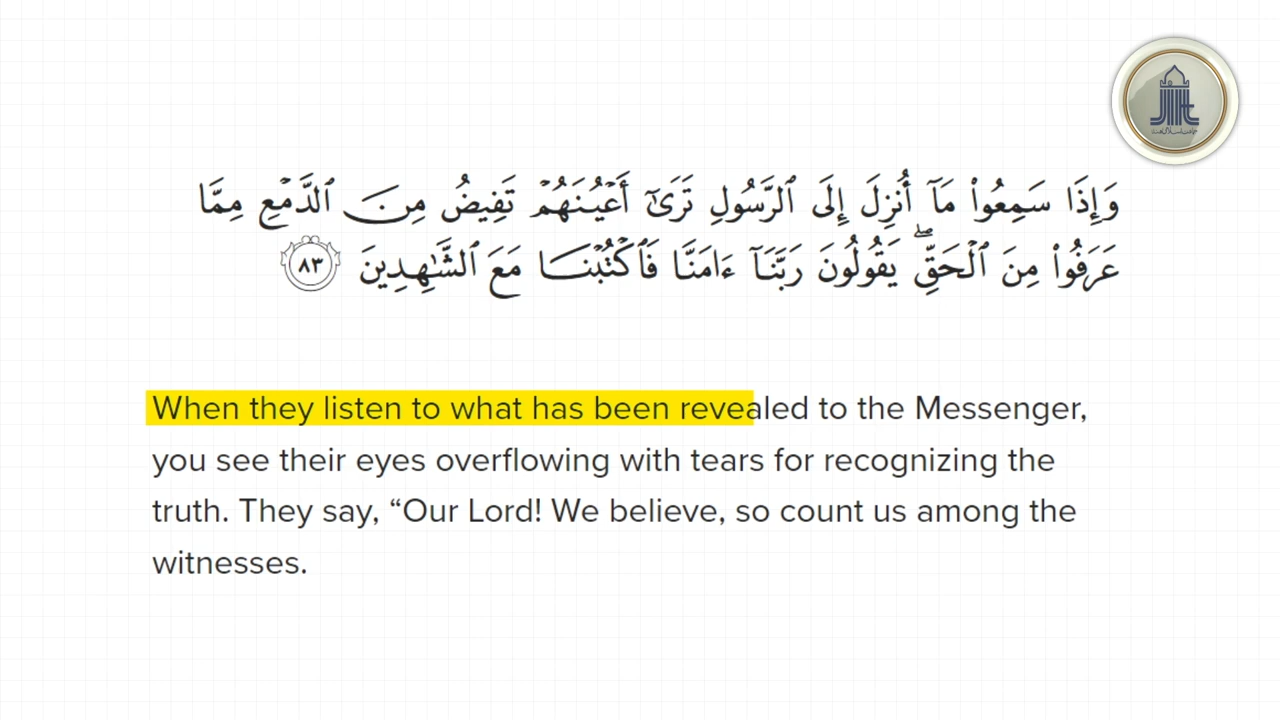 وَإِذَا سَمِعُوا۟ مَآ أُنزِلَ إِلَى ٱلرَّسُولِ تَرَىٰٓ أَعْيُنَهُمْ تَفِيضُ مِنَ ٱلدَّمْعِ مِمَّا
عَرَفُوا۟ مِنَ ٱلْحَقِّ ۖ يَقُولُونَ رَبَّنَآ ءَامَنَّا فَٱكْتُبْنَا مَعَ ٱلشَّـٰهِدِينَ ٨٣
When they listen to what has been revealed to the Messenger,
you see their eyes overflowing with tears for recognizing the
truth. They say, “Our Lord! We believe, so count us among the
witnesses.